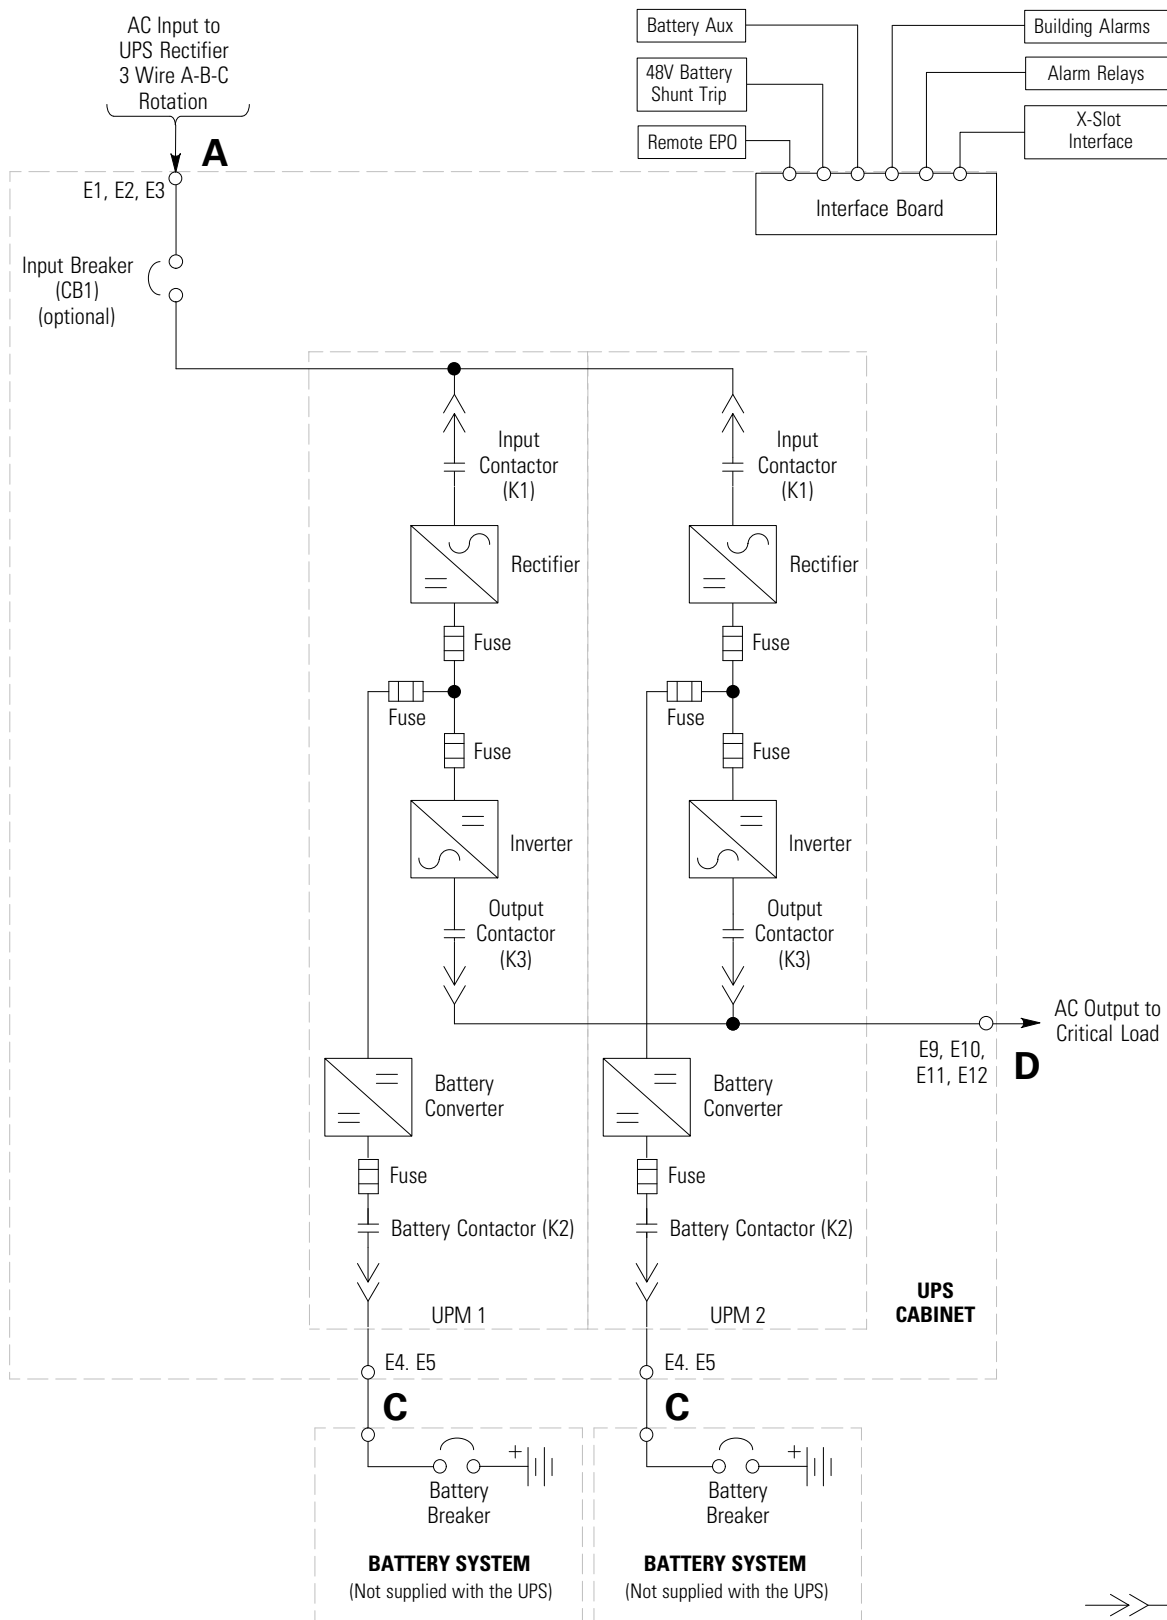 AC Input to
UPS Rectifier
3 Wire A-B-C
Rotation
A
E1, E2, E3
Input Breaker
(CB1)
(optional)
Battery Aux
48V Battery
Shunt Trip
Remote EPO
Building Alarms
Alarm Relays
X-Slot
Interface
Interface Board
Input
Contactor
(K1)
Input
Contactor
(K1)
Rectifier
Rectifier
Fuse
Fuse
Fuse
Fuse
Fuse
Fuse
Inverter
Inverter
Output
Contactor
(K3)
Output
Contactor
(K3)
AC Output to
Critical Load
E9, E10,
E11, E12
D
Battery
Converter
Battery
Converter
Fuse
Fuse
Battery Contactor (K2)
Battery Contactor (K2)
UPM 1
UPM 2
UPS
CABINET
E4. E5
E4. E5
C
C
+
+
Battery
Breaker
Battery
Breaker
BATTERY SYSTEM
(Not supplied with the UPS)
BATTERY SYSTEM
(Not supplied with the UPS)